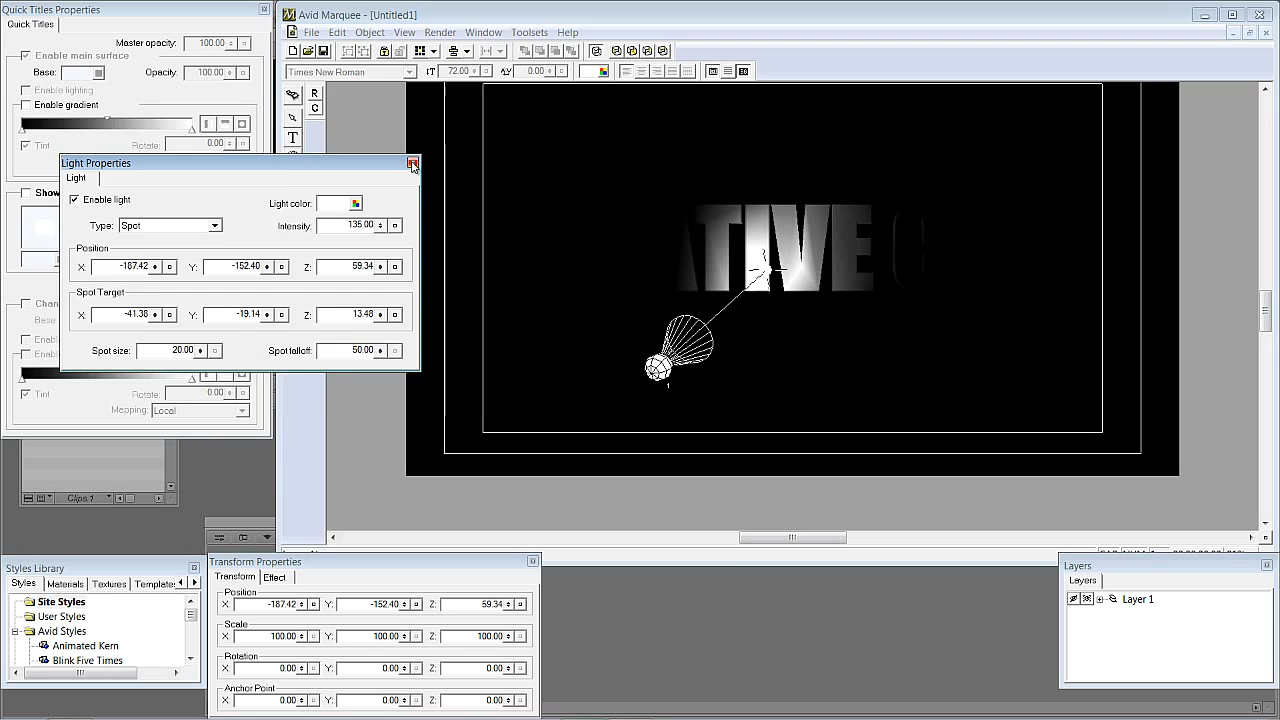 Quick Titles Properties
Quick Titles
Master opacity: 100.00
Enable main surface
Base: Opacity: 100.00
Enable lighting
Enable gradient
Tint Rotate: 0.00
Show
Tint Rotate: 0.00
Mapping: Local
Clips.1
Avid Marquee - [Untitled1]
File Edit Object View Render Window Toolsets Help
Times New Roman 72.00 0.00
R
C
T
Light Properties
Light
Enable light Light color:
Type: Spot Intensity: 135.00
Position
X: -187.42 Y: -152.40 Z: 59.34
Spot Target
X: -41.38 Y: -19.14 Z: 13.48
Spot size: 20.00 Spot falloff: 50.00
ATIVE C
1
Styles Library
Styles Materials Textures Template
Site Styles
User Styles
Avid Styles
Animated Kern
Blink Five Times
Transform Properties
Transform Effect
Position
X: -187.42 Y: -152.40 Z: 59.34
Scale
X: 100.00 Y: 100.00 Z: 100.00
Rotation
X: 0.00 Y: 0.00 Z: 0.00
Anchor Point
X: 0.00 Y: 0.00 Z: 0.00
Layers
Layers
Layer 1